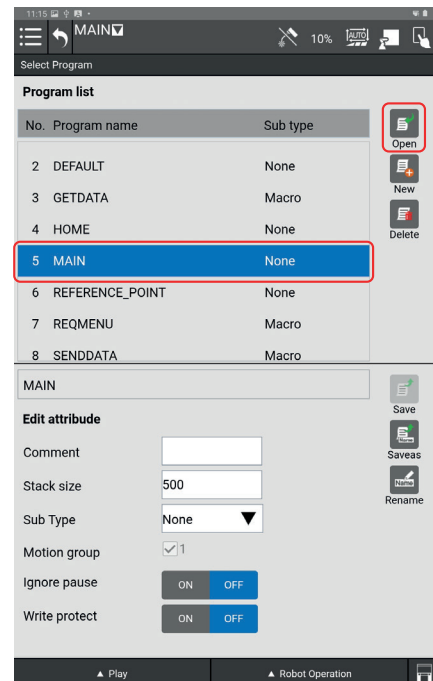 11:15
MAIN
10% AUTO
Select Program
Program list
No. Program name Sub type
Open
2 DEFAULT None
New
3 GETDATA Macro
4 HOME None
Delete
5 MAIN None
6 REFERENCE_POINT None
7 REQMENU Macro
8 SENDDATA Macro
MAIN
Save
Edit attribude
Comment
Saveas
Stack size 500
Name
Rename
Sub Type None
Motion group 1
Ignore pause ON OFF
Write protect ON OFF
▲ Play ▲ Robot Operation